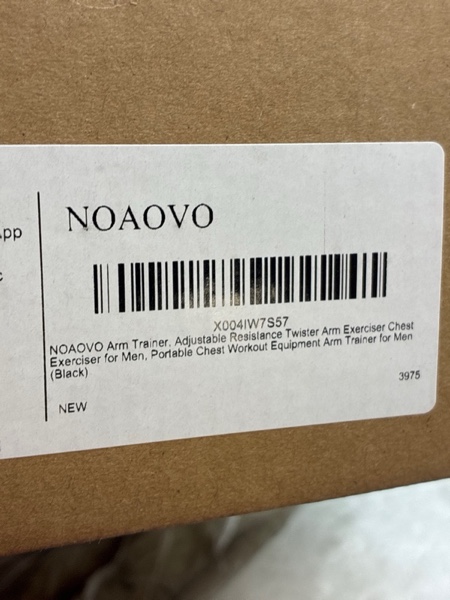 NOAOVO
X004IW7S57
NOAOVO Arm Trainer, Adjustable Resistance Twister Arm Exerciser Chest
Exerciser for Men, Portable Chest Workout Equipment Arm Trainer for Men
(Black)
NEW
3975